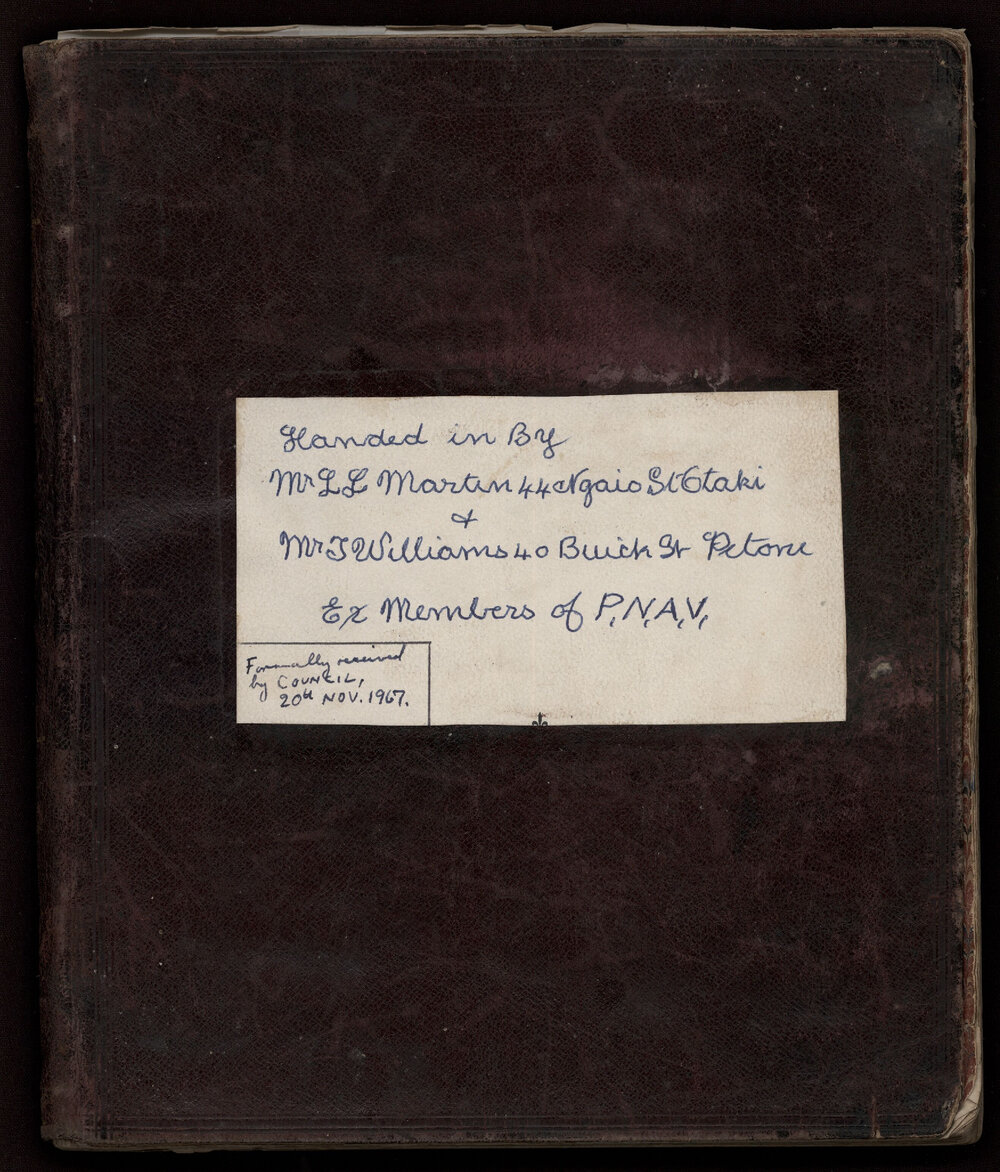 Handed in By
Mr L L Martin 44 Ngaio St Otaki
&
Mr J Williams 40 Buick St Petone
Ex Members of P,N,A,V,
Formally received
by COUNCIL,
20th NOV. 1967.